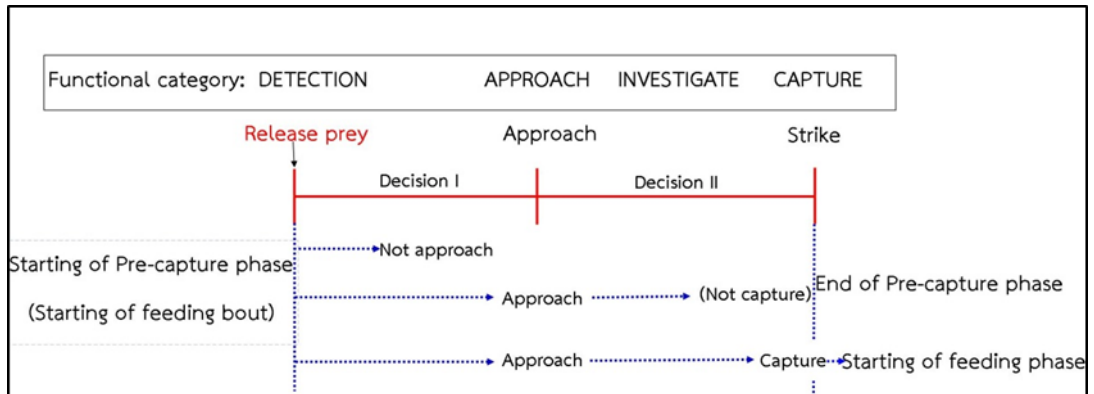 Functional category: DETECTION APPROACH INVESTIGATE CAPTURE
Release prey Approach Strike
Decision I Decision II
Not approach
Starting of Pre-capture phase
(Starting of feeding bout)
Approach (Not capture)
End of Pre-capture phase
Approach Capture Starting of feeding phase